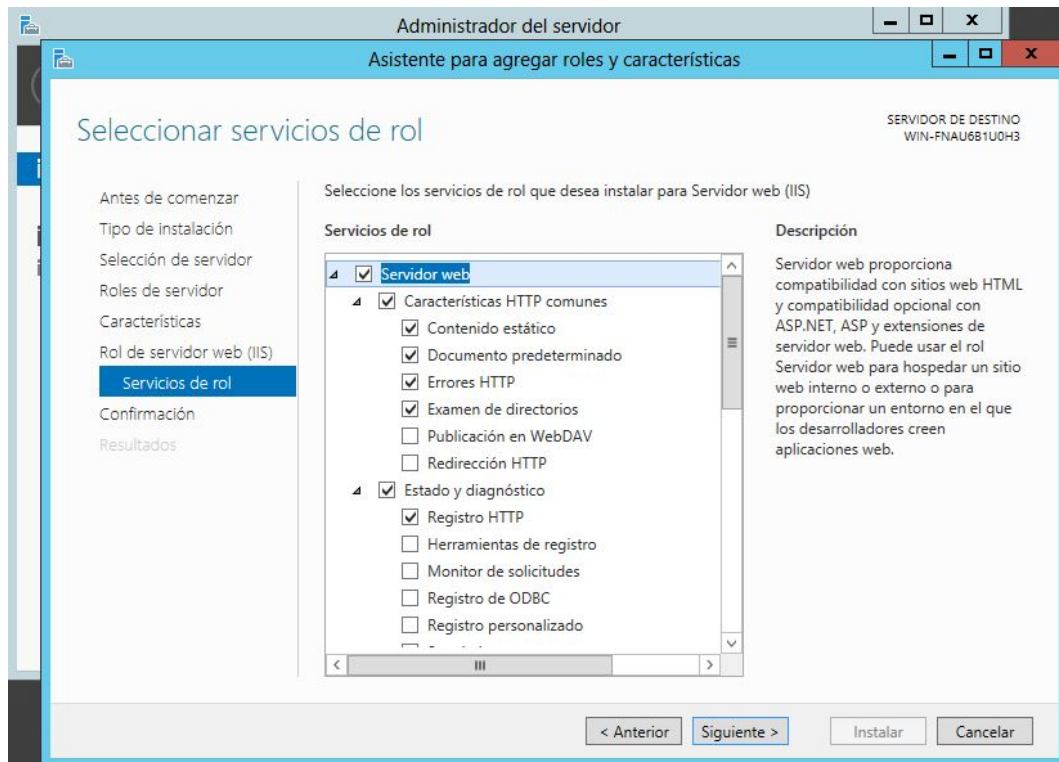 Administrador del servidor
Asistente para agregar roles y características
Seleccionar servicios de rol
SERVIDOR DE DESTINO
WIN-FNAU6B1U0H3
Antes de comenzar
Tipo de instalación
Selección de servidor
Roles de servidor
Características
Rol de servidor web (IIS)
Servicios de rol
Confirmación
Resultados
Seleccione los servicios de rol que desea instalar para Servidor web (IIS)
Servicios de rol
Servidor web
Características HTTP comunes
Contenido estático
Documento predeterminado
Errores HTTP
Examen de directorios
Publicación en WebDAV
Redirección HTTP
Estado y diagnóstico
Registro HTTP
Herramientas de registro
Monitor de solicitudes
Registro de ODBC
Registro personalizado
Descripción
Servidor web proporciona
compatibilidad con sitios web HTML
y compatibilidad opcional con
ASP.NET, ASP y extensiones de
servidor web. Puede usar el rol
Servidor web para hospedar un sitio
web interno o externo o para
proporcionar un entorno en el que
los desarrolladores creen
aplicaciones web.
< Anterior
Siguiente >
Instalar
Cancelar